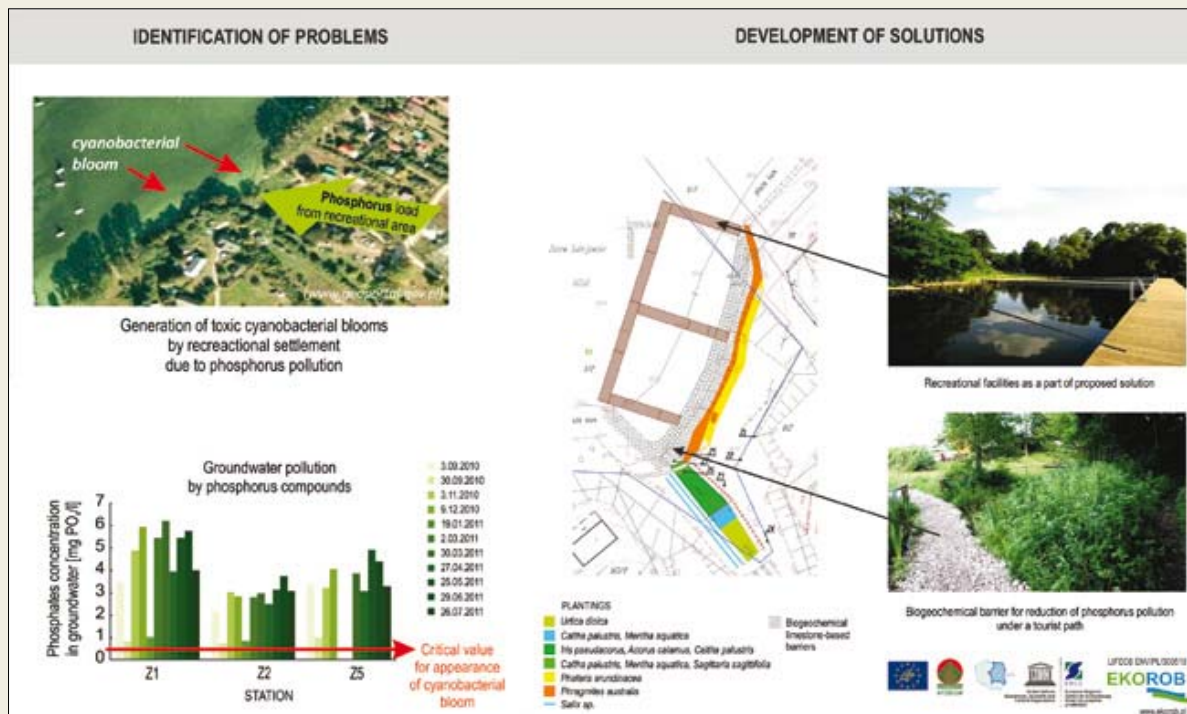 IDENTIFICATION OF PROBLEMS
DEVELOPMENT OF SOLUTIONS
cyanobacterial
bloom
Phosphorus load
from recreational area
(www.geoportal.gov.pl)
Generation of toxic cyanobacterial blooms
by recreactional settlement
due to phosphorus pollution
Groundwater pollution
by phosphorus compounds
Phosphates concentration
in groundwater [mg PO₄/l]
7
6
5
4
3
2
1
0
Z1
Z2
Z5
STATION
3.09.2010
30.09.2010
3.11.2010
9.12.2010
19.01.2011
2.03.2011
30.03.2011
27.04.2011
25.05.2011
29.06.2011
26.07.2011
Critical value
for appearance
of cyanobacterial
bloom
PLANTINGS
Urtica dioica
Caltha palustris, Mentha aquatica
Iris pseudacorus, Acorus calamus, Caltha palustris
Caltha palustris, Mentha aquatica, Sagittaria sagittifolia
Phalaris arundinacea
Phragmites australis
Salix sp.
Biogeochemical
limestone-based
barriers
Recreational facilities as a part of proposed solution
Biogeochemical barrier for reduction of phosphorus pollution
under a tourist path
EKOROB
www.ekorob.pl